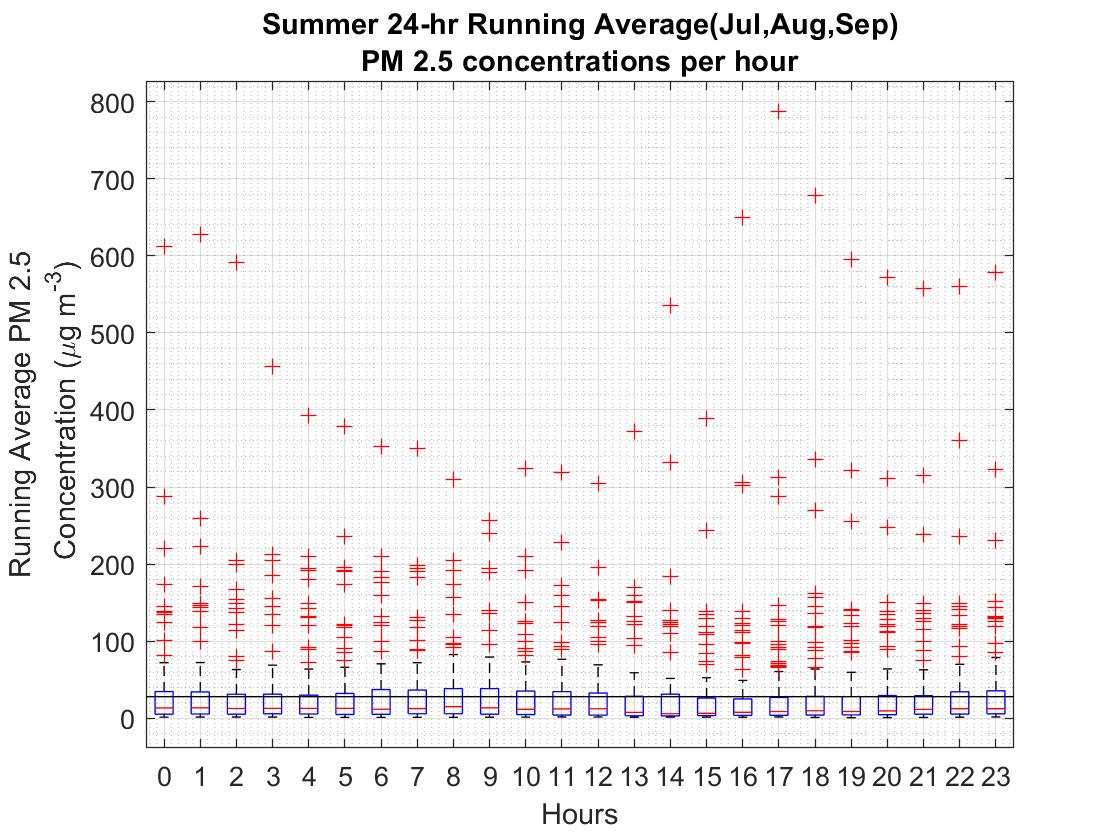 Summer 24-hr Running Average(Jul,Aug,Sep)
PM 2.5 concentrations per hour
Running Average PM 2.5
Concentration (μg m-3)
800
700
600
500
400
300
200
100
0
0 1 2 3 4 5 6 7 8 9 10 11 12 13 14 15 16 17 18 19 20 21 22 23
Hours